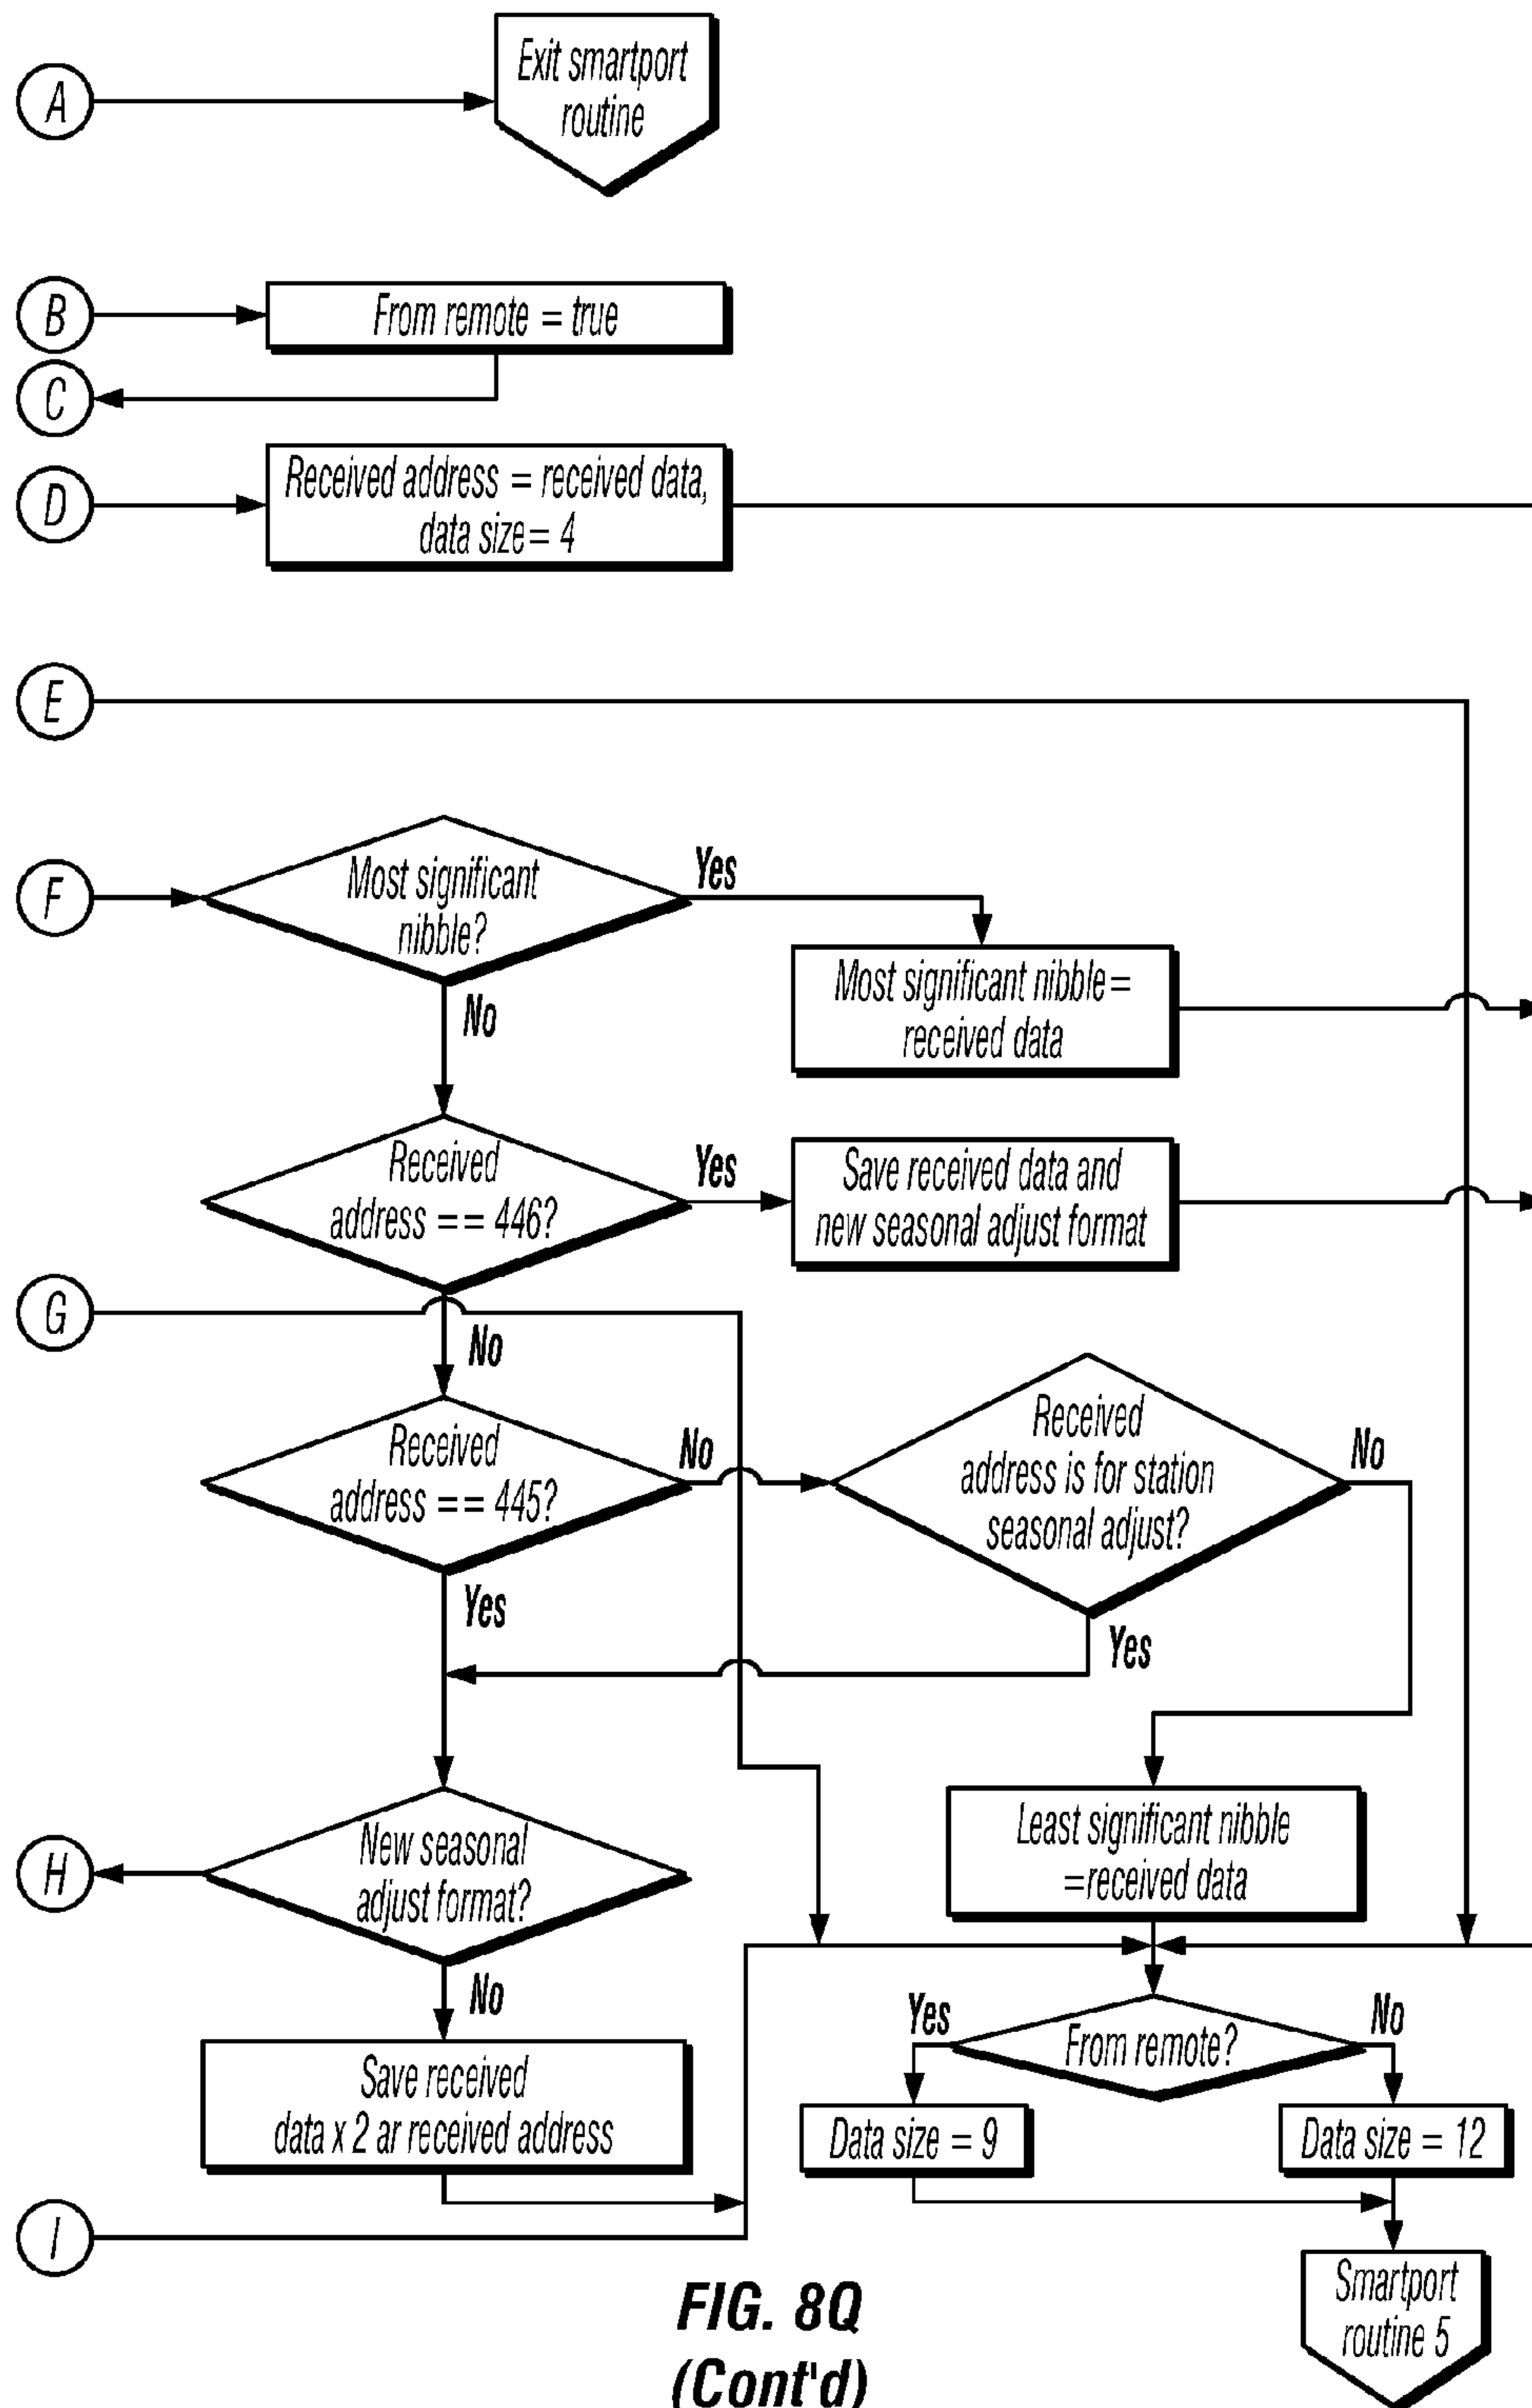 A
Exit smartport
routine
B
From remote = true
C
D
Received address = received data,
data size= 4
E
F
Most significant
nibble?
Yes
No
Most significant nibble=
received data
Received
address == 446?
Yes
Save received data and
new seasonal adjust format
G
No
Received
address == 445?
No
Received
address is for station
seasonal adjust?
No
Yes
Yes
H
New seasonal
adjust format?
Least significant nibble
=received data
No
Save received
data x 2 ar received address
Yes
From remote?
No
Data size = 9
Data size = 12
I
Smartport
routine 5
FIG. 8Q
(Cont'd)